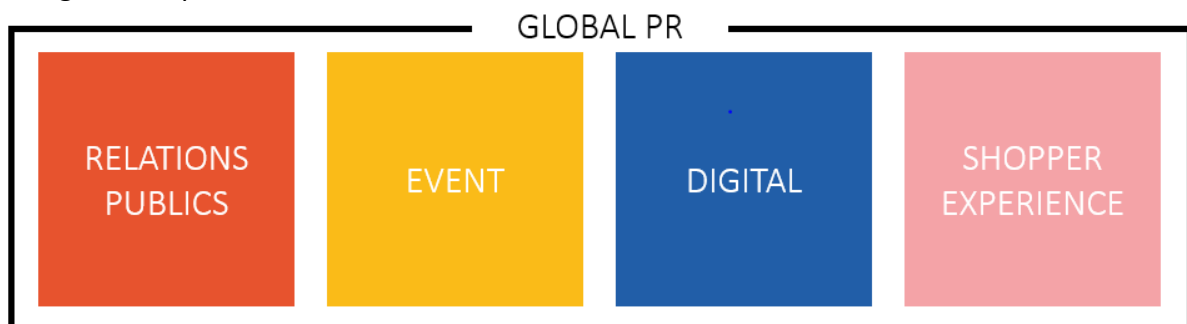 GLOBAL PR
RELATIONS
PUBLICS
EVENT
DIGITAL
SHOPPER
EXPERIENCE